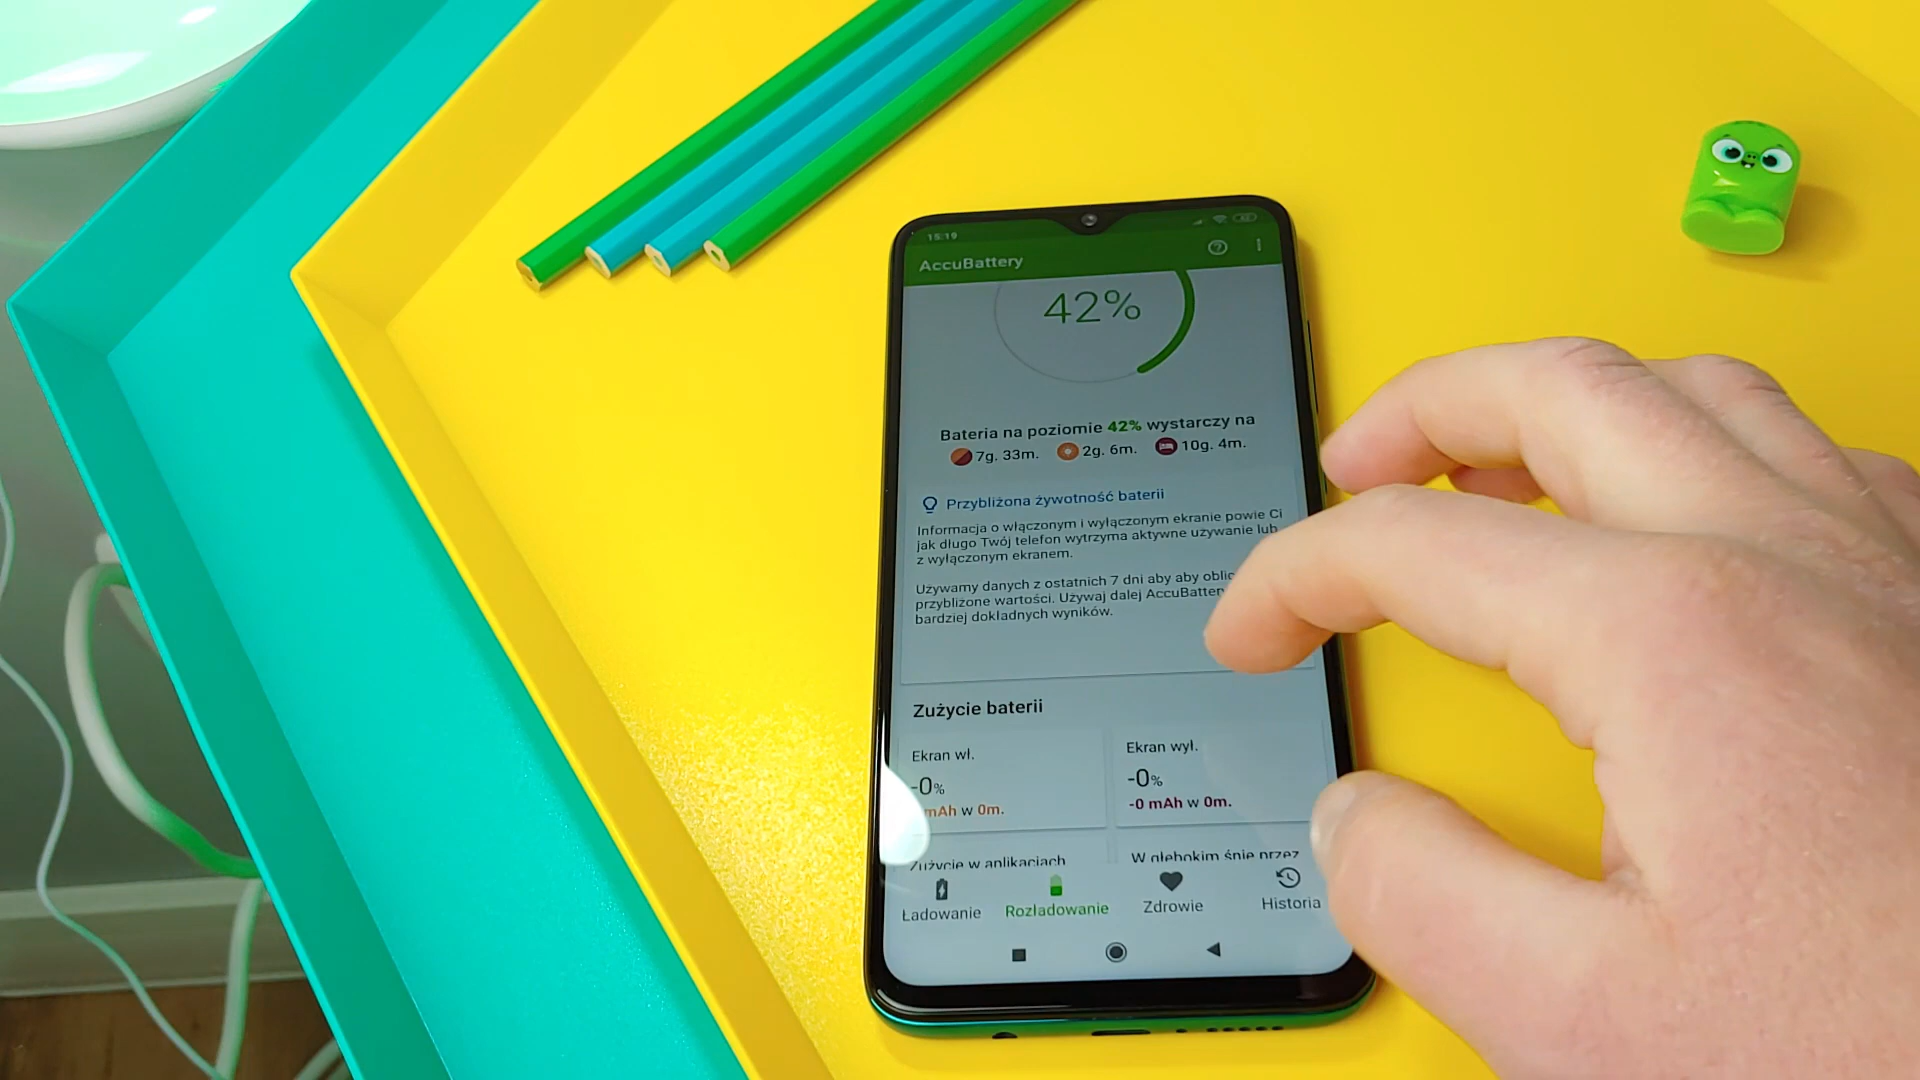 15:19
AccuBattery
42%
Bateria na poziomie 42% wystarczy na
7g. 33m. 2g. 6m. 10g. 4m.
Przybliżona żywotność baterii
Informacja o włączonym i wyłączonym ekranie powie Ci
jak długo Twój telefon wytrzyma aktywne używanie lub
z wyłączonym ekranem.
Używamy danych z ostatnich 7 dni aby aby
przybliżone wartości. Używaj dalej
bardziej dokładnych wyników.
Zużycie baterii
Ekran wł. Ekran wył.
-0% -0%
mAh w 0m. -0 mAh w 0m.
Zużycie w aplikacjach W głębokim śnie przez
Ładowanie Rozładowanie Zdrowie Historia